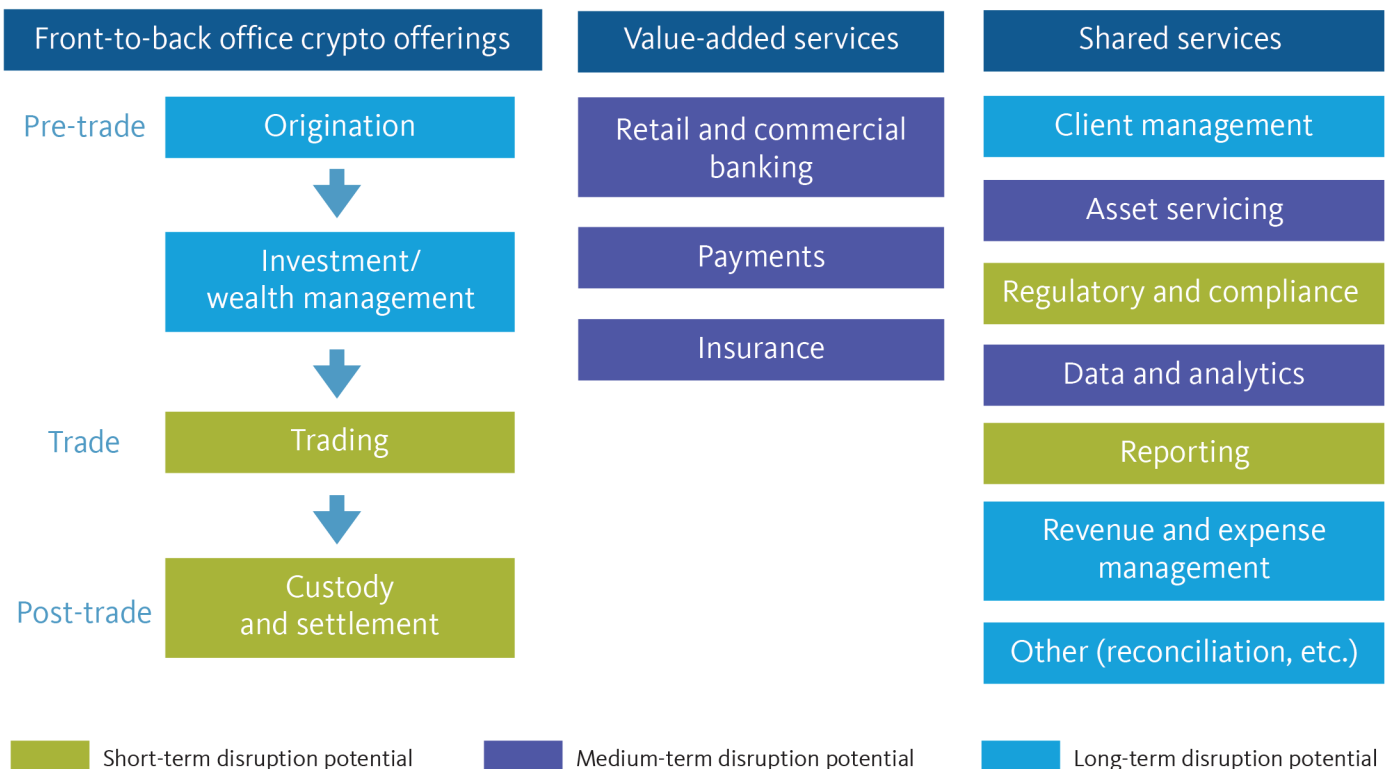 Front-to-back office crypto offerings
Pre-trade
Origination
Investment/
wealth management
Trade
Trading
Post-trade
Custody
and settlement
Value-added services
Retail and commercial
banking
Payments
Insurance
Shared services
Client management
Asset servicing
Regulatory and compliance
Data and analytics
Reporting
Revenue and expense
management
Other (reconciliation, etc.)
Short-term disruption potential
Medium-term disruption potential
Long-term disruption potential